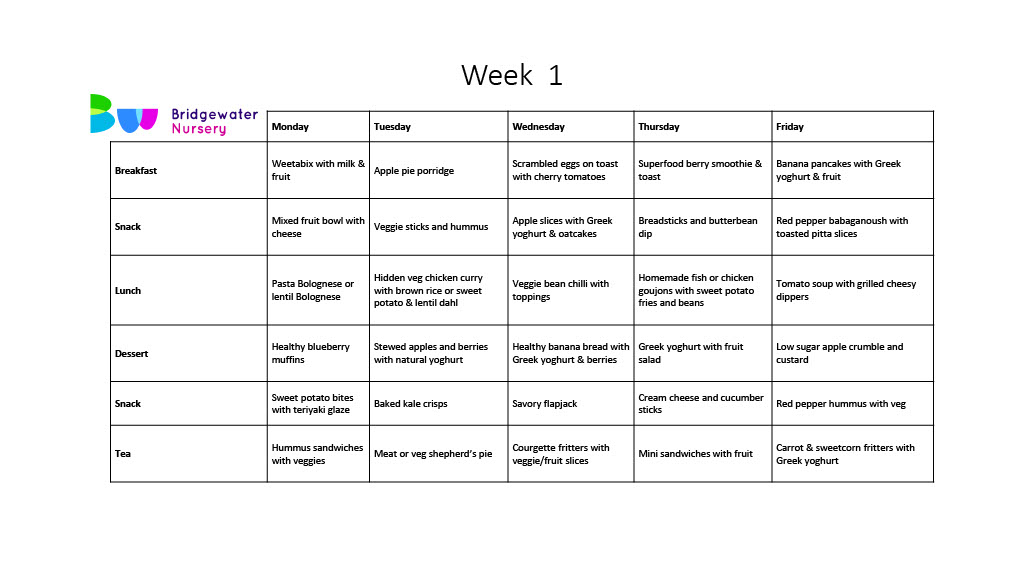 Week 1
Bridgewater
Nursery
Monday
Tuesday
Wednesday
Thursday
Friday
Breakfast
Weetabix with milk &
fruit
Apple pie porridge
Scrambled eggs on toast
with cherry tomatoes
Superfood berry smoothie &
toast
Banana pancakes with Greek
yoghurt & fruit
Snack
Mixed fruit bowl with
cheese
Veggie sticks and hummus
Apple slices with Greek
yoghurt & oatcakes
Breadsticks and butterbean
dip
Red pepper babaganoush with
toasted pitta slices
Lunch
Pasta Bolognese or
lentil Bolognese
Hidden veg chicken curry
with brown rice or sweet
potato & lentil dahl
Veggie bean chilli with
toppings
Homemade fish or chicken
goujons with sweet potato
fries and beans
Tomato soup with grilled cheesy
dippers
Dessert
Healthy blueberry
muffins
Stewed apples and berries
with natural yoghurt
Healthy banana bread with
Greek yoghurt & berries
Greek yoghurt with fruit
salad
Low sugar apple crumble and
custard
Snack
Sweet potato bites
with teriyaki glaze
Baked kale crisps
Savory flapjack
Cream cheese and cucumber
sticks
Red pepper hummus with veg
Tea
Hummus sandwiches
with veggies
Meat or veg shepherd's pie
Courgette fritters with
veggie/fruit slices
Mini sandwiches with fruit
Carrot & sweetcorn fritters with
Greek yoghurt